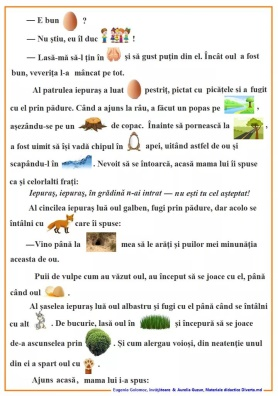 — E bun ?
— Nu știu, eu îl duc !
— Lasă-mă să-l țin în și să gust puțin din el. Încât oul a fost
bun, veverița l-a mâncat pe tot.
Al patrulea iepuraș a luat pestriț, pictat cu picățele și a fugit
cu el prin pădure. Când a ajuns la râu, a făcut un popas pe ,
așezându-se pe un de copac. Înainte să pornească la ,
a fost uimit să își vadă chipul în apei, uitând astfel de ou și
scapându-l în . Nevoit să se întoarcă, acasă mama lui îi spuse
ca și celorlalți frați:
Iepuraș, iepuraș, în grădină n-ai intrat — nu ești tu cel așteptat!
Al cincilea iepuraș luă oul galben, fugi prin pădure, dar acolo se
întâlni cu care îi spuse:
—Vino până la mea să le arăți și puilor mei minunăția
aceasta de ou.
Puii de vulpe cum au văzut oul, au început să se joace cu el, până
când oul .
Al șaselea iepuraș luă oul albastru și fugi cu el până când se întâlni
cu alt . De bucurie, lasă oul în și începură să se joace
de-a ascunselea prin . Și cum alergau voioși, din neatenție unul
din ei a spart oul cu .
Ajuns acasă, mama lui i-a spus:
Eugenia Golomoz, învățătoare & Aurelia Guzun, Materiale didactice Diverta.md